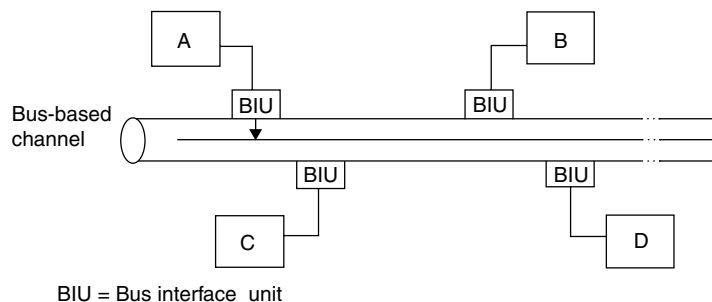 A
B
BIU
BIU
Bus-based
channel
BIU
BIU
C
D
BIU = Bus interface unit